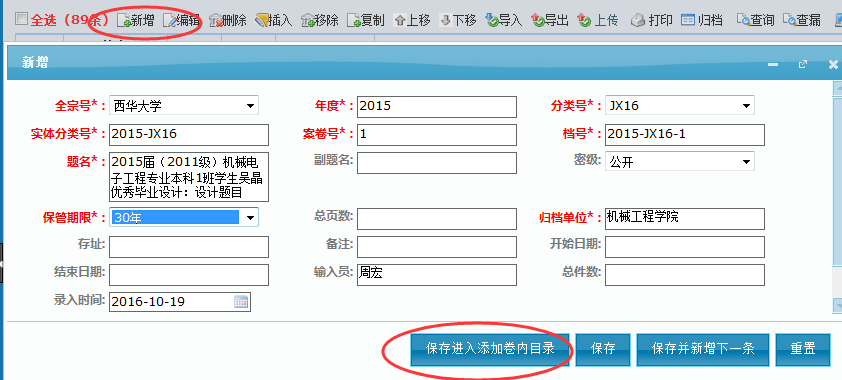 全选（89条） 新增 编辑 删除 插入 移除 复制 上移 下移 导入 导出 上传 打印 归档 查询 查漏
新增
全宗号*： 西华大学 年度*： 2015 分类号*： JX16
实体分类号*： 2015-JX16 案卷号*： 1 档号*： 2015-JX16-1
题名*： 2015届（2011级）机械电 副题名: 密级: 公开
子工程专业本科1班学生吴晶
优秀毕业设计：设计题目
保管期限*： 30年 总页数: 归档单位*： 机械工程学院
存址: 备注: 开始日期:
结束日期: 输入员: 周宏 总件数:
录入时间: 2016-10-19
保存进入添加卷内目录 保存 保存并新增下一条 重置